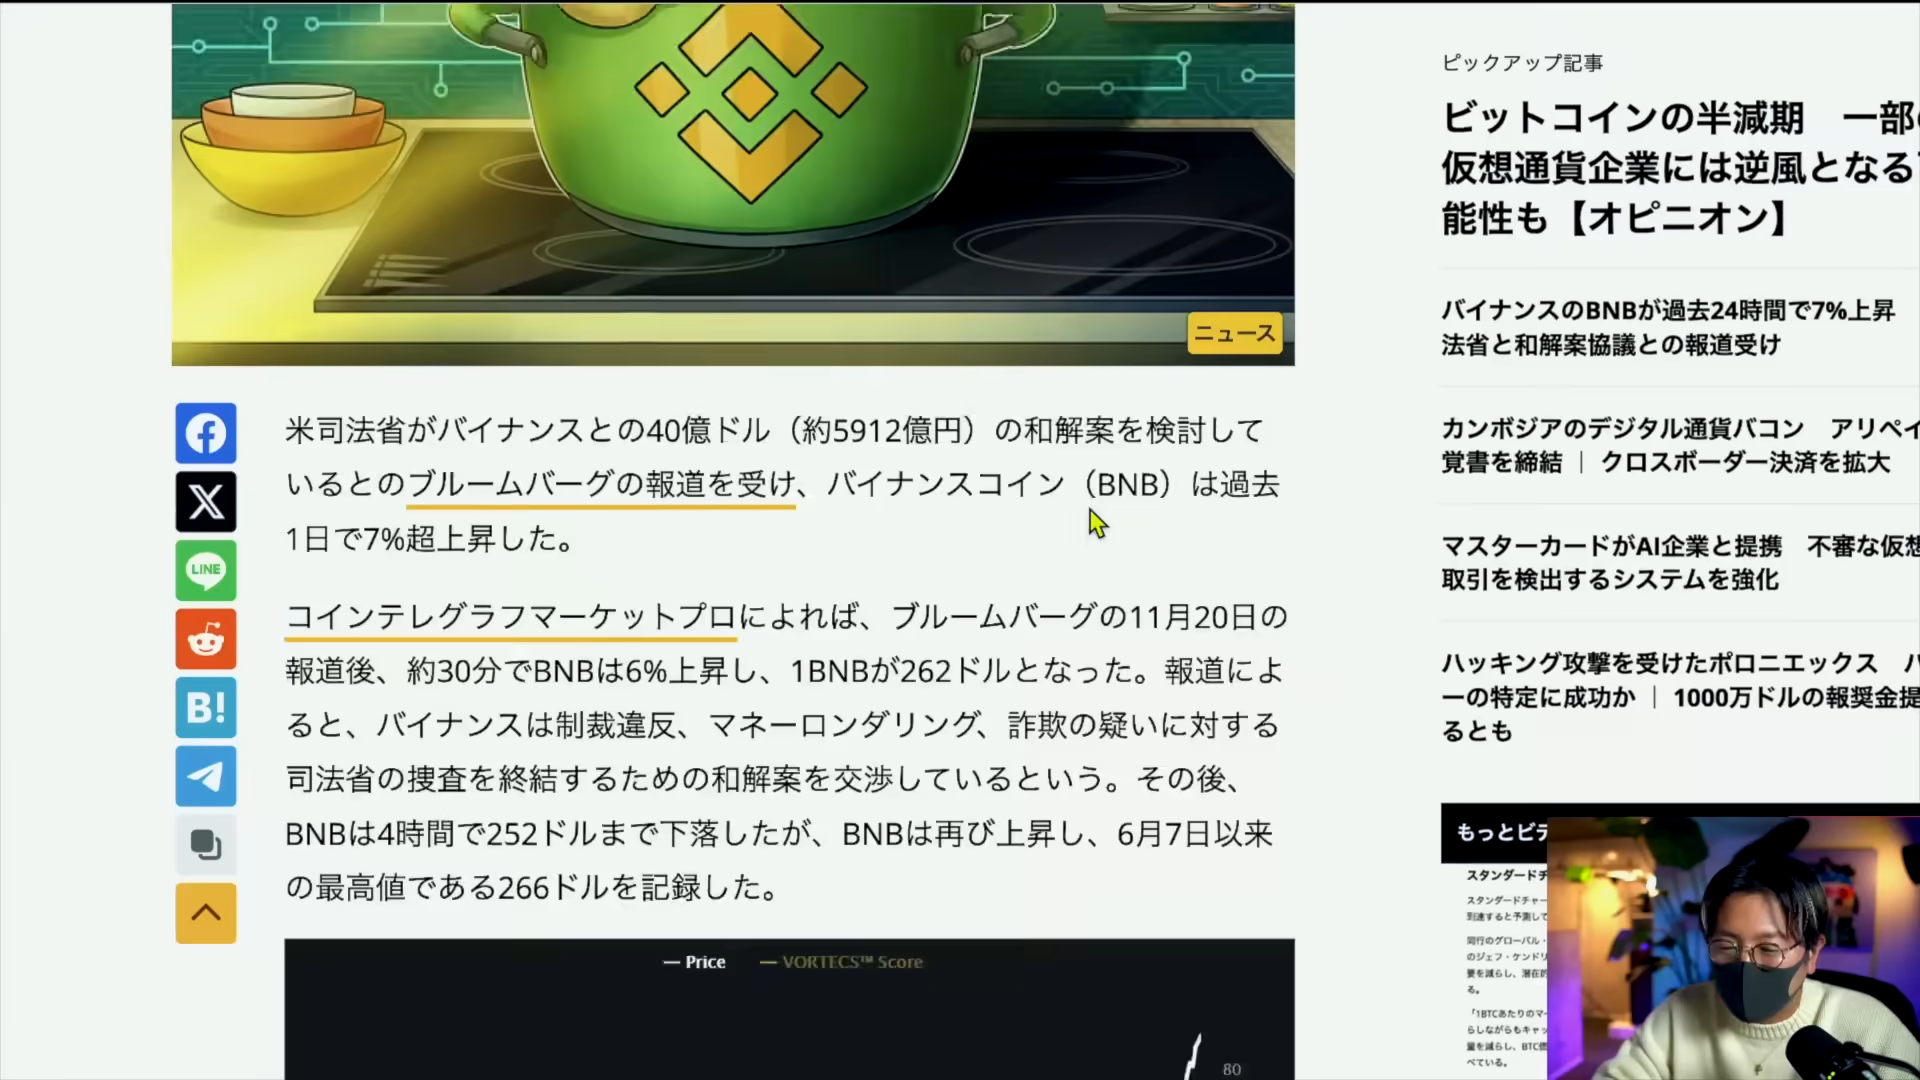 ニュース
米司法省がバイナンスとの40億ドル（約5912億円）の和解案を検討して
いるとのブルームバーグの報道を受け、バイナンスコイン（BNB）は過去
1日で7%超上昇した。
コインテレグラフマーケットプロによれば、ブルームバーグの11月20日の
報道後、約30分でBNBは6%上昇し、1BNBが262ドルとなった。報道によ
ると、バイナンスは制裁違反、マネーロンダリング、詐欺の疑いに対する
司法省の捜査を終結するための和解案を交渉しているという。その後、
BNBは4時間で252ドルまで下落したが、BNBは再び上昇し、6月7日以来
の最高値である266ドルを記録した。
LINE
B!
Price
VORTECS™ Score
80
ピックアップ記事
ビットコインの半減期　一部
仮想通貨企業には逆風となる
能性も【オピニオン】
バイナンスのBNBが過去24時間で7%上昇
法省と和解案協議との報道受け
カンボジアのデジタル通貨バコン　アリペイ
覚書を締結 ｜ クロスボーダー決済を拡大
マスターカードがAI企業と提携　不審な仮想
取引を検出するシステムを強化
ハッキング攻撃を受けたポロニエックス　ハ
ーの特定に成功か ｜ 1000万ドルの報奨金提
るとも
もっとビデ
スタンダードチ
スタンダードチャー
到達すると予測して
同行のグローバル・
のジェフ・ケンドリ
要を減らし、潜在的
る。
「1BTCあたりのマー
らしながらもキャッ
量を減らし、BTC価
べている。